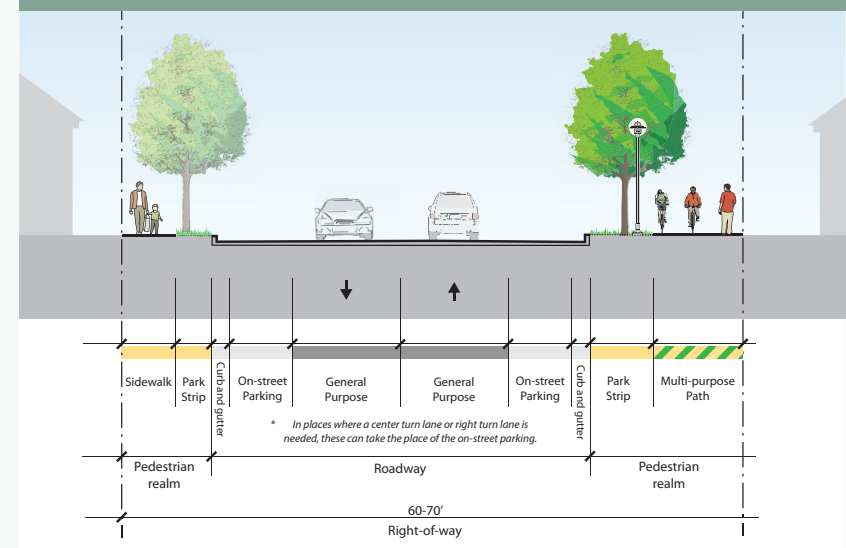 Sidewalk
Park
Strip
Curb and gutter
On-street
Parking
General
Purpose
General
Purpose
On-street
Parking
Curb and gutter
Park
Strip
Multi-purpose
Path
* In places where a center turn lane or right turn lane is
needed, these can take the place of the on-street parking.
Pedestrian
realm
Roadway
Pedestrian
realm
60-70'
Right-of-way